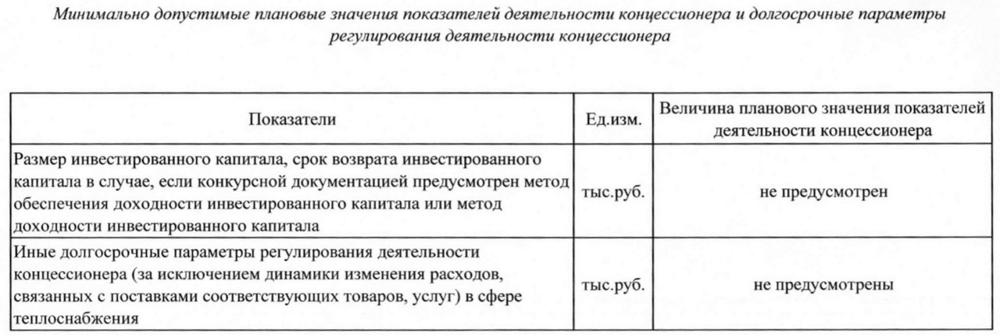 Минимально допустимые плановые значения показателей деятельности концессионера и долгосрочные параметры
регулирования деятельности концессионера
Показатели
Ед.изм.
Величина планового значения показателей
деятельности концессионера
Размер инвестированного капитала, срок возврата инвестированного
капитала в случае, если конкурсной документацией предусмотрен метод
обеспечения доходности инвестированного капитала или метод
доходности инвестированного капитала
тыс.руб.
не предусмотрен
Иные долгосрочные параметры регулирования деятельности
концессионера (за исключением динамики изменения расходов,
связанных с поставками соответствующих товаров, услуг) в сфере
теплоснабжения
тыс.руб.
не предусмотрены